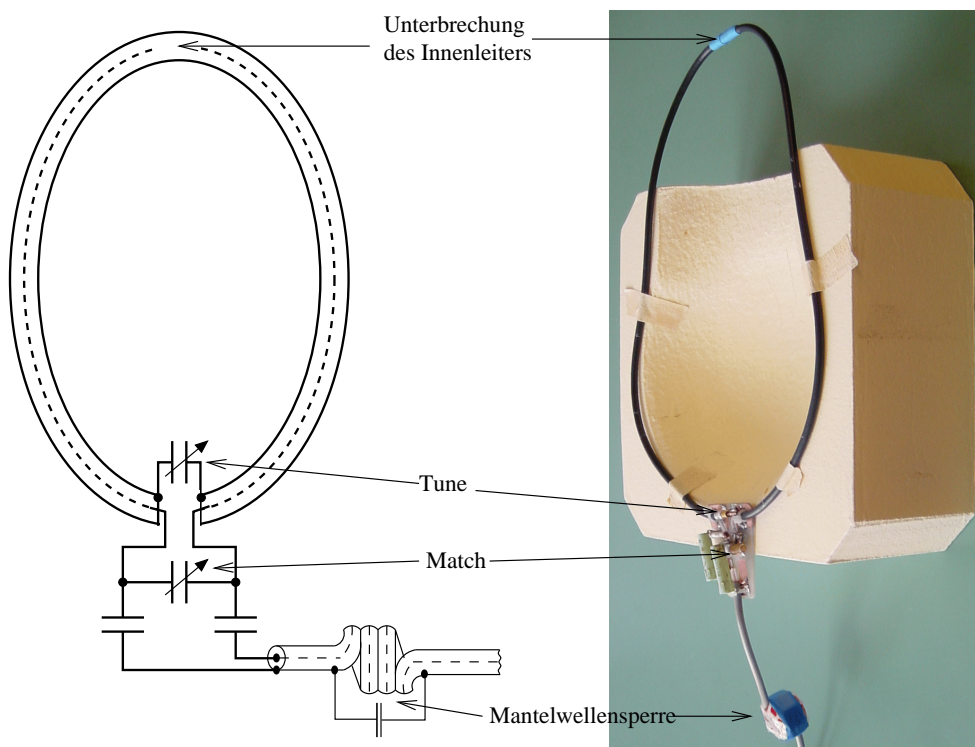 Unterbrechung
des Innenleiters
Tune
Match
Mantelwellensperre